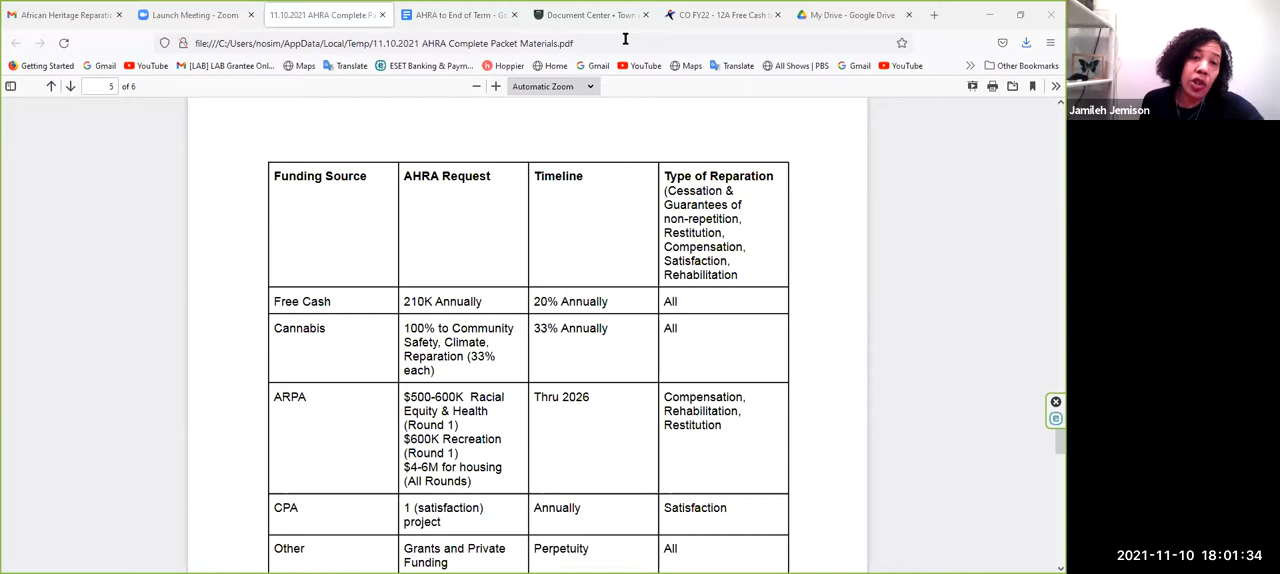 African Heritage Reparati
Launch Meeting - Zoom
11.10.2021 AHRA Complete Pa
AHRA to End of Term - G
Document Center • Town
CO FY22 - 12A Free Cash t
My Drive - Google Drive
file:///C:/Users/nosim/AppData/Local/Temp/11.10.2021 AHRA Complete Packet Materials.pdf
Getting Started
Gmail
YouTube
[LAB] LAB Grantee Onl...
Maps
Translate
ESET Banking & Paym...
Hoppier
Home
Gmail
YouTube
Maps
Translate
All Shows | PBS
Gmail
YouTube
Other Bookmarks
5 of 6
Automatic Zoom
Jamileh Jemison
Funding Source
AHRA Request
Timeline
Type of Reparation
(Cessation &
Guarantees of
non-repetition,
Restitution,
Compensation,
Satisfaction,
Rehabilitation
Free Cash
210K Annually
20% Annually
All
Cannabis
100% to Community
Safety, Climate,
Reparation (33%
each)
33% Annually
All
ARPA
$500-600K Racial
Equity & Health
(Round 1)
$600K Recreation
(Round 1)
$4-6M for housing
(All Rounds)
Thru 2026
Compensation,
Rehabilitation,
Restitution
CPA
1 (satisfaction)
project
Annually
Satisfaction
Other
Grants and Private
Funding
Perpetuity
All
2021-11-10 18:01:34